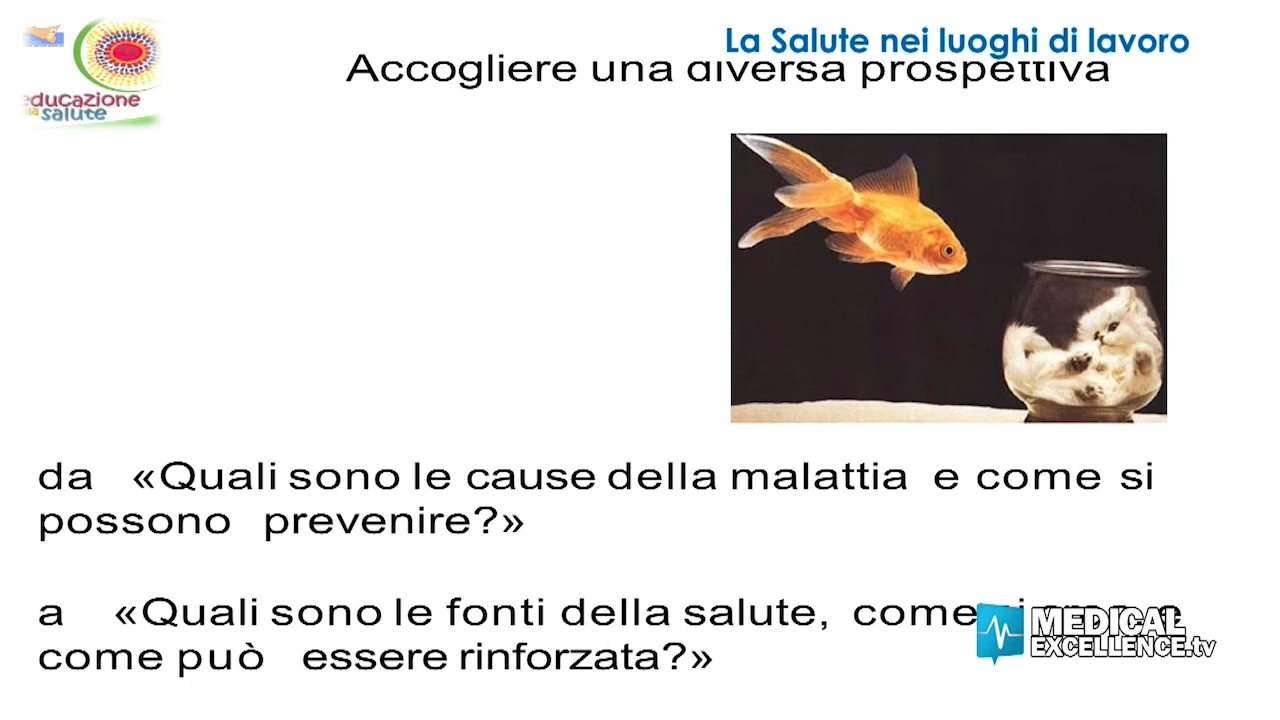 La Salute nei luoghi di lavoro
Accogliere una diversa prospettiva
educazione
alla salute
da «Quali sono le cause della malattia e come si
possono prevenire?»
a «Quali sono le fonti della salute, come
come può essere rinforzata?»
MEDICAL
EXCELLENCE.tv